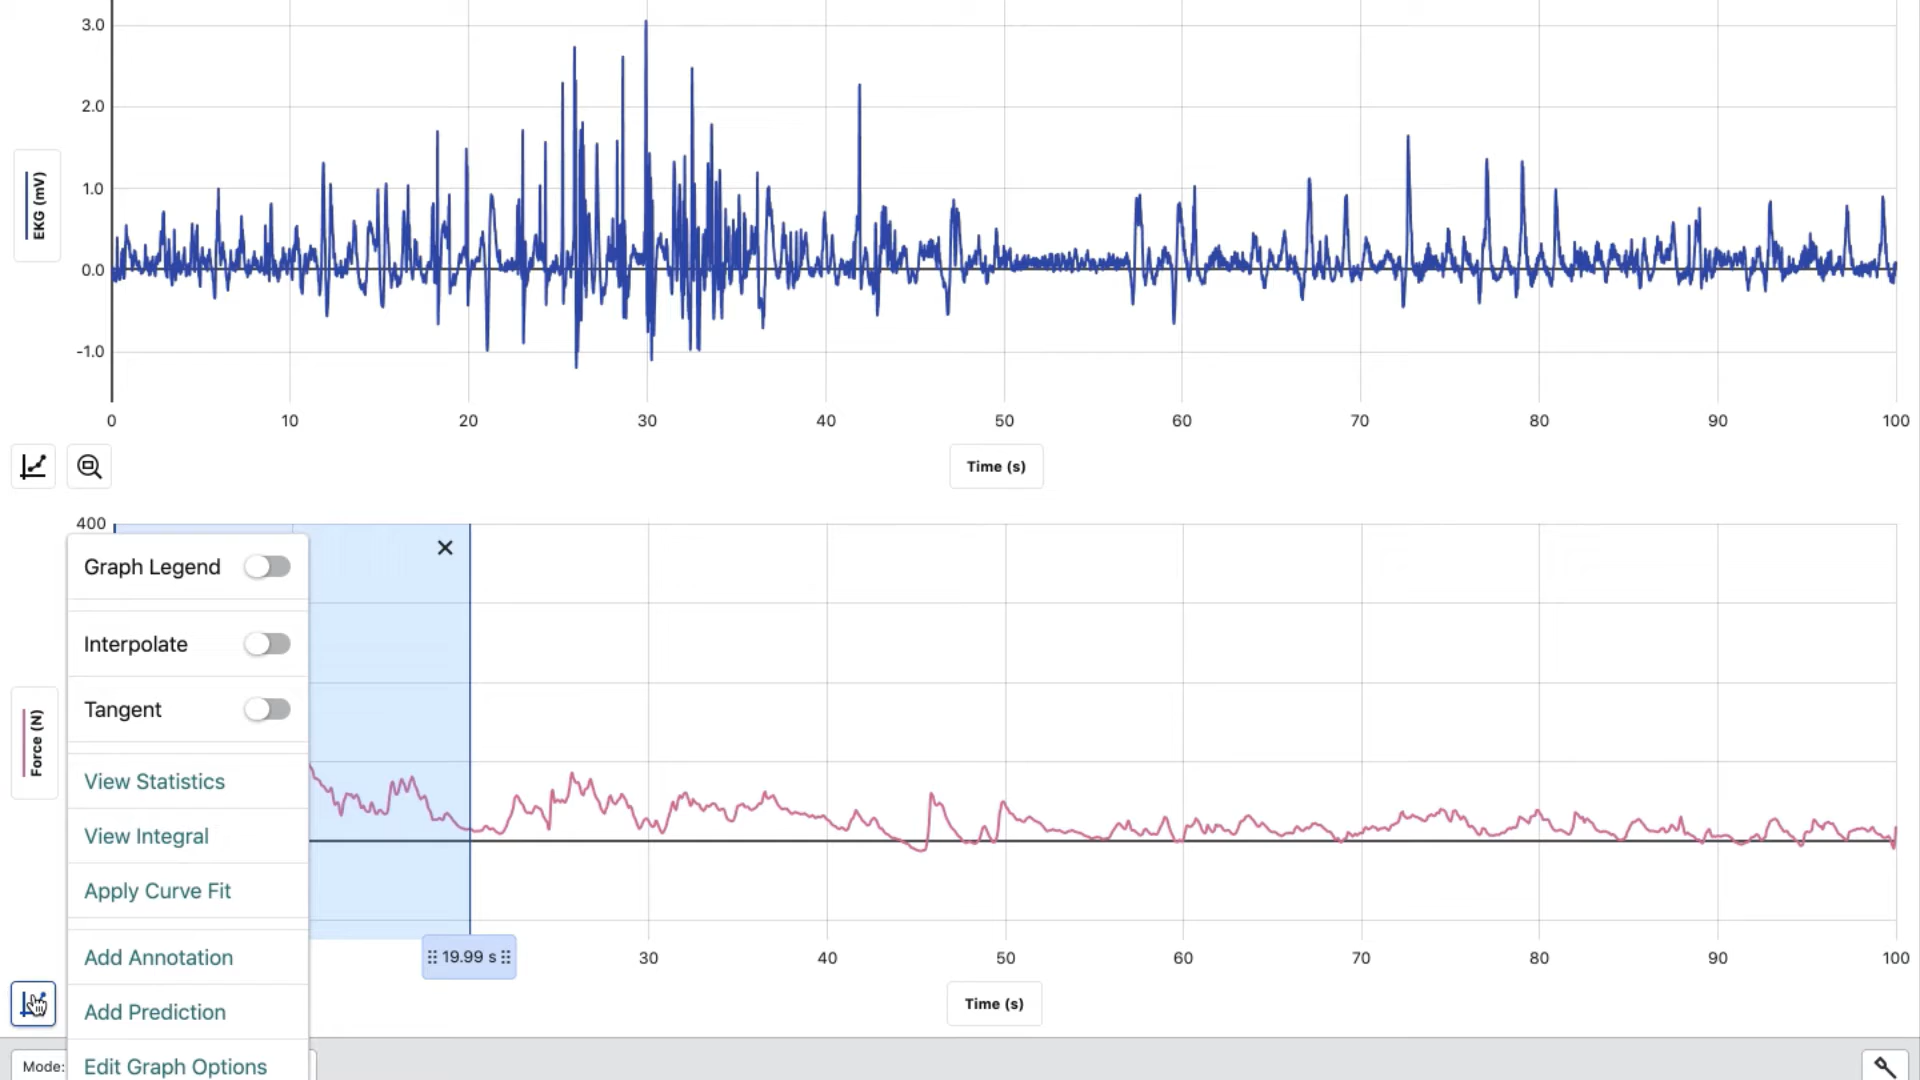 3.0
2.0
1.0
0.0
-1.0
EKG (mV)
0 10 20 30 40 50 60 70 80 90 100
Time (s)
400
Graph Legend
Interpolate
Tangent
Force (N)
View Statistics
View Integral
Apply Curve Fit
Add Annotation
19.99 s
30 40 50 60 70 80 90 100
Time (s)
Add Prediction
Mode:
Edit Graph Options